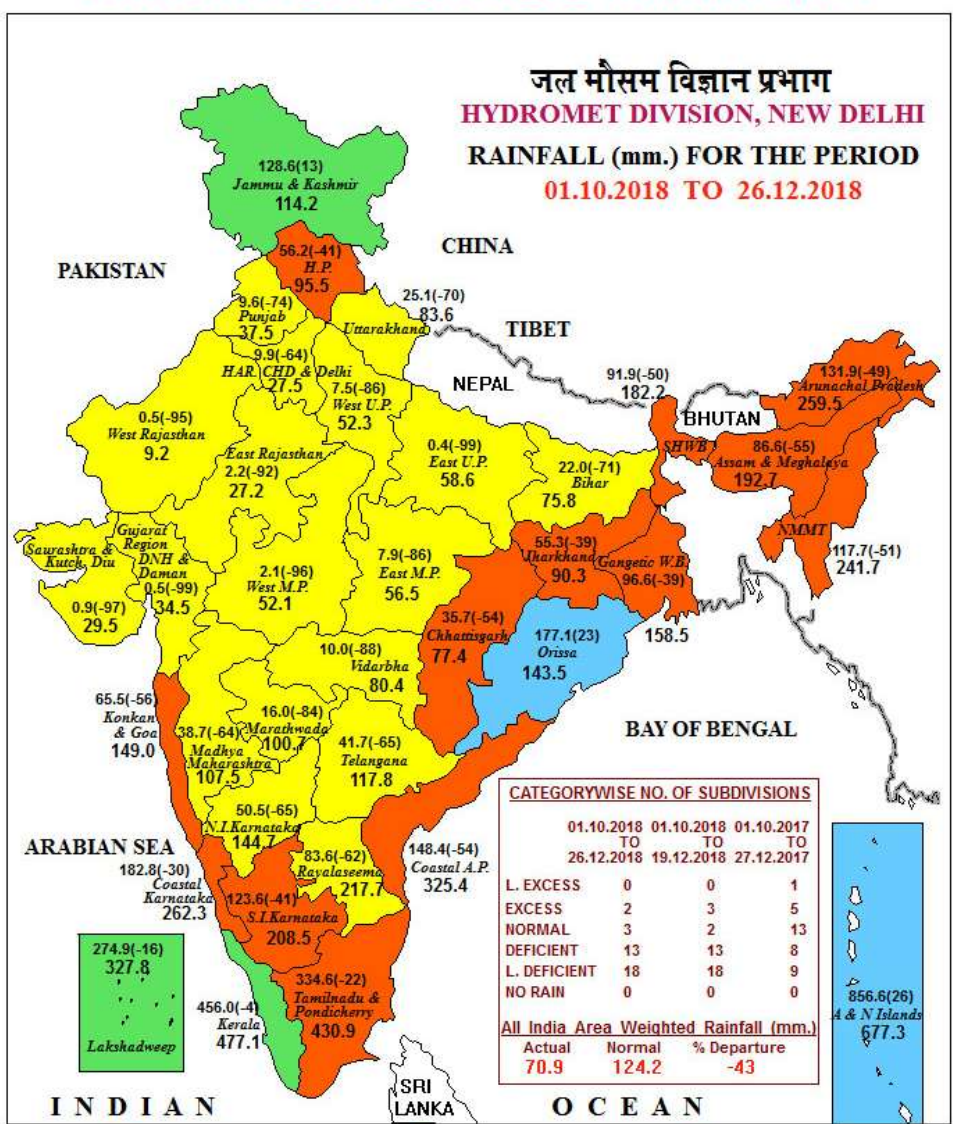 जल मौसम विज्ञान प्रभाग
HYDROMET DIVISION, NEW DELHI
RAINFALL (mm.) FOR THE PERIOD
01.10.2018 TO 26.12.2018
128.6(13)
Jammu & Kashmir
114.2
CHINA
56.2(-41)
H.P.
95.5
PAKISTAN
9.6(-74)
Punjab
37.5
25.1(-70)
83.6
Uttarakhand
TIBET
9.9(-64)
HAR. CHD & Delhi
27.5
7.5(-86)
West U.P.
52.3
NEPAL
91.9(-50)
182.2
BHUTAN
131.9(-49)
Arunachal Pradesh
259.5
0.5(-95)
West Rajasthan
9.2
East Rajasthan
2.2(-92)
27.2
0.4(-99)
East U.P.
58.6
22.0(-71)
Bihar
75.8
SHWB
86.6(-55)
Assam & Meghalaya
192.7
NMMT
117.7(-51)
241.7
Saurashtra &
Kutch, Diu
0.9(-97)
29.5
Gujarat
Region
DNH &
Daman
0.5(-99)
34.5
2.1(-96)
West M.P.
52.1
7.9(-86)
East M.P.
56.5
55.3(-39)
Jharkhand
90.3
Gangetic W.B.
96.6(-39)
158.5
35.7(-54)
Chhattisgarh
77.4
177.1(23)
Orissa
143.5
10.0(-88)
Vidarbha
80.4
65.5(-56)
Konkan
& Goa
149.0
38.7(-64)
Madhya
Maharashtra
107.5
16.0(-84)
Marathwada
100.7
41.7(-65)
Telangana
117.8
BAY OF BENGAL
50.5(-65)
N.I.Karnataka
144.7
ARABIAN SEA
83.6(-62)
Rayalaseema
217.7
148.4(-54)
Coastal A.P.
325.4
182.8(-30)
Coastal
Karnataka
262.3
123.6(-41)
S.I.Karnataka
208.5
274.9(-16)
327.8
Lakshadweep
456.0(-4)
Kerala
477.1
334.6(-22)
Tamilnadu &
Pondicherry
430.9
CATEGORYWISE NO. OF SUBDIVISIONS
01.10.2018 01.10.2018 01.10.2017
TO TO TO
26.12.2018 19.12.2018 27.12.2017
L. EXCESS 0 0 1
EXCESS 2 3 5
NORMAL 3 2 13
DEFICIENT 13 13 8
L. DEFICIENT 18 18 9
NO RAIN 0 0 0
All India Area Weighted Rainfall (mm.)
Actual Normal % Departure
70.9 124.2 -43
856.6(26)
A & N Islands
677.3
SRI
LANKA
INDIAN OCEAN